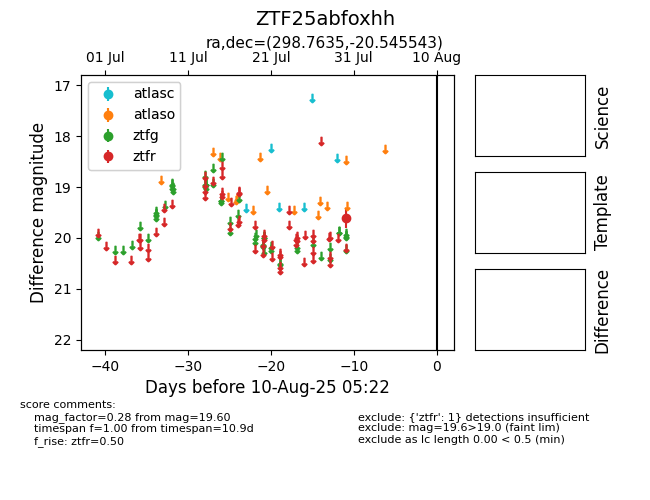 ZTF25abfoxhh
ra,dec=(298.7635,-20.545543)
01 Jul
11 Jul
21 Jul
31 Jul
10 Aug
17
18
19
20
21
22
Difference magnitude
atlasc
atlaso
ztfg
ztfr
−40
−30
−20
−10
0
Days before 10-Aug-25 05:22
Science
Template
Difference
score comments:
mag_factor=0.28 from mag=19.60
timespan f=1.00 from timespan=10.9d
f_rise: ztfr=0.50
exclude: {'ztfr': 1} detections insufficient
exclude: mag=19.6>19.0 (faint lim)
exclude as lc length 0.00 < 0.5 (min)